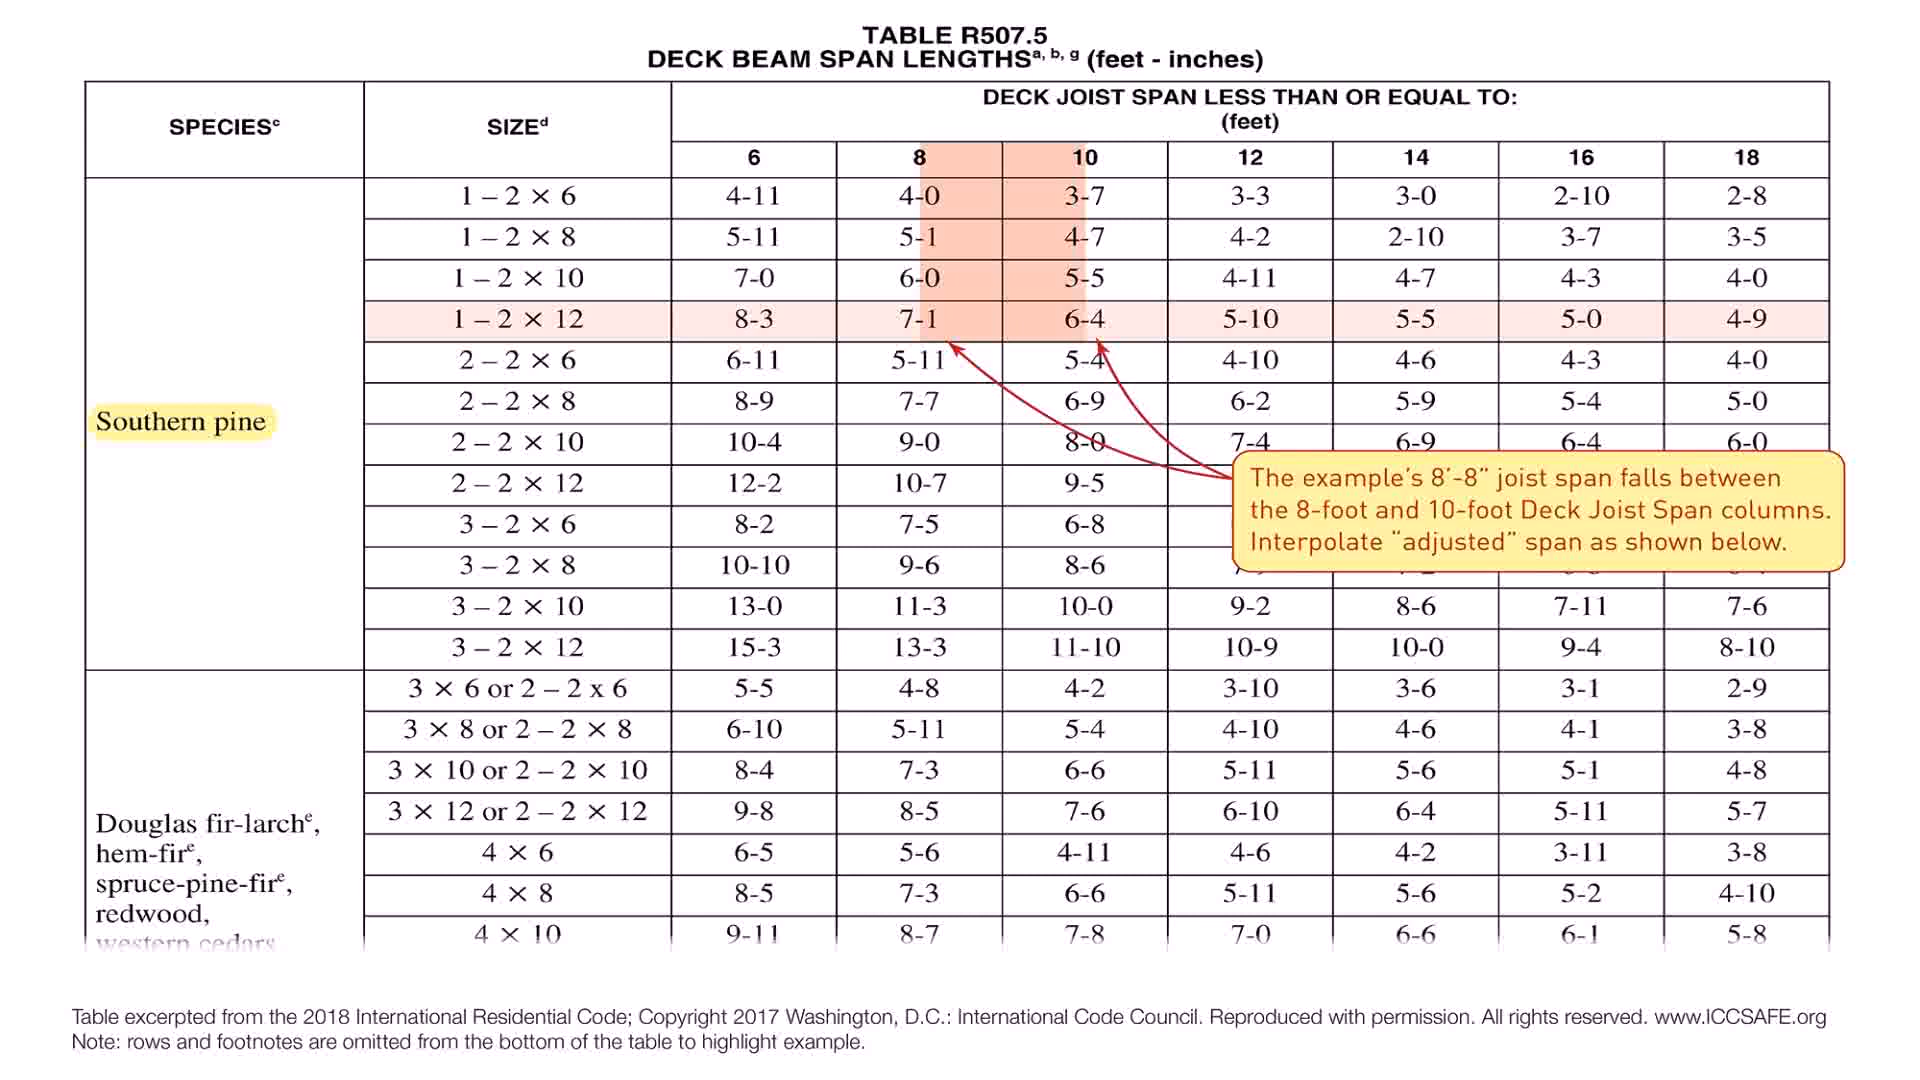 TABLE R507.5
DECK BEAM SPAN LENGTHSa, b, g (feet - inches)
SPECIESc SIZEd DECK JOIST SPAN LESS THAN OR EQUAL TO:
(feet)
6 8 10 12 14 16 18
1 – 2 × 6 4-11 4-0 3-7 3-3 3-0 2-10 2-8
1 – 2 × 8 5-11 5-1 4-7 4-2 2-10 3-7 3-5
1 – 2 × 10 7-0 6-0 5-5 4-11 4-7 4-3 4-0
1 – 2 × 12 8-3 7-1 6-4 5-10 5-5 5-0 4-9
2 – 2 × 6 6-11 5-11 5-4 4-10 4-6 4-3 4-0
2 – 2 × 8 8-9 7-7 6-9 6-2 5-9 5-4 5-0
Southern pine
2 – 2 × 10 10-4 9-0 8-0 7-4 6-9 6-4 6-0
2 – 2 × 12 12-2 10-7 9-5
3 – 2 × 6 8-2 7-5 6-8
3 – 2 × 8 10-10 9-6 8-6
The example's 8'-8" joist span falls between
the 8-foot and 10-foot Deck Joist Span columns.
Interpolate "adjusted" span as shown below.
3 – 2 × 10 13-0 11-3 10-0 9-2 8-6 7-11 7-6
3 – 2 × 12 15-3 13-3 11-10 10-9 10-0 9-4 8-10
3 × 6 or 2 – 2 x 6 5-5 4-8 4-2 3-10 3-6 3-1 2-9
3 × 8 or 2 – 2 × 8 6-10 5-11 5-4 4-10 4-6 4-1 3-8
3 × 10 or 2 – 2 × 10 8-4 7-3 6-6 5-11 5-6 5-1 4-8
3 × 12 or 2 – 2 × 12 9-8 8-5 7-6 6-10 6-4 5-11 5-7
4 × 6 6-5 5-6 4-11 4-6 4-2 3-11 3-8
4 × 8 8-5 7-3 6-6 5-11 5-6 5-2 4-10
4 × 10 9-11 8-7 7-8 7-0 6-6 6-1 5-8
Douglas fir-larche,
hem-fire,
spruce-pine-fire,
redwood,
western cedars
Table excerpted from the 2018 International Residential Code; Copyright 2017 Washington, D.C.: International Code Council. Reproduced with permission. All rights reserved. www.ICCSAFE.org
Note: rows and footnotes are omitted from the bottom of the table to highlight example.